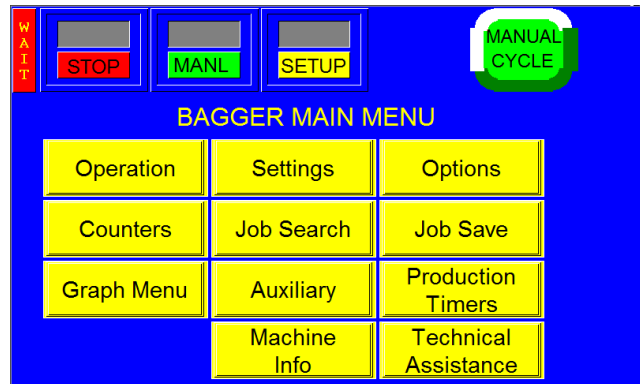 WAIT
STOP
MANL
SETUP
MANUAL
CYCLE
BAGGER MAIN MENU
Operation
Settings
Options
Counters
Job Search
Job Save
Graph Menu
Auxiliary
Production
Timers
Machine
Info
Technical
Assistance